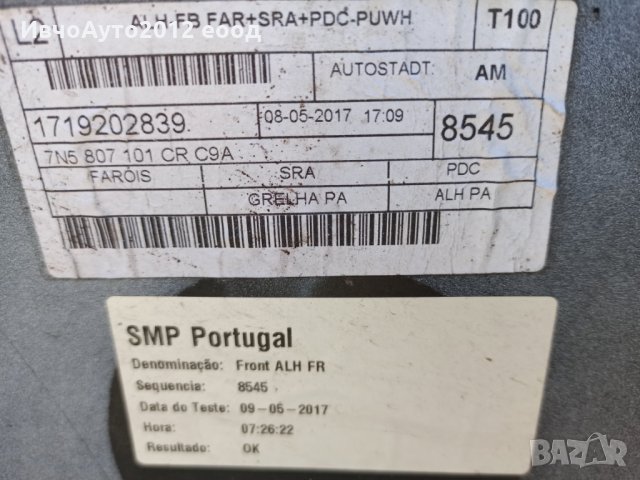 ИвчоАуто2012 еоод
L2 ALH-FB FAR+SRA+PDC-PUWH T100
AUTOSTADT: AM
1719202839 08-05-2017 17:09 8545
7N5 807 101 CR C9A
FARÓIS SRA PDC
GRELHA PA ALH PA
SMP Portugal
Denominação: Front ALH FR
Sequencia: 8545
Data do Teste: 09-05-2017
Hora: 07:26:22
Resultado: OK
BAZAR